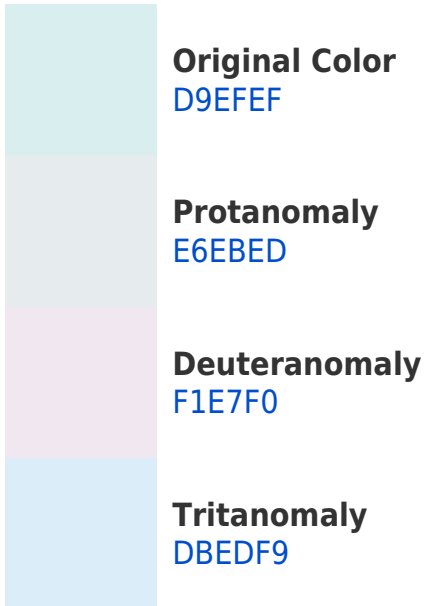 Original Color
D9EFEF
Protanomaly
E6EBED
Deuteranomaly
F1E7F0
Tritanomaly
DBEDF9